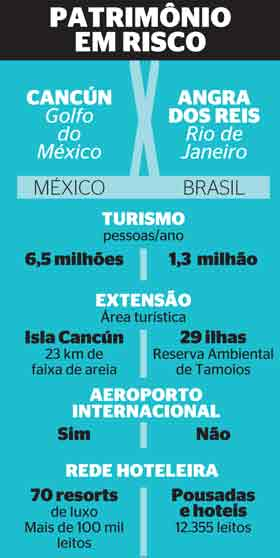 PATRIMÔNIO
EM RISCO
CANCÚN
Golfo
do
México
ANGRA
DOS REIS
Rio de
Janeiro
MÉXICO
BRASIL
TURISMO
pessoas/ano
6,5 milhões
1,3 milhão
EXTENSÃO
Área turística
Isla Cancún
23 km de
faixa de areia
29 ilhas
Reserva Ambiental
de Tamoios
AEROPORTO
INTERNACIONAL
Sim
Não
REDE HOTELEIRA
70 resorts
de luxo
Mais de 100 mil
leitos
Pousadas
e hoteis
12.355 leitos